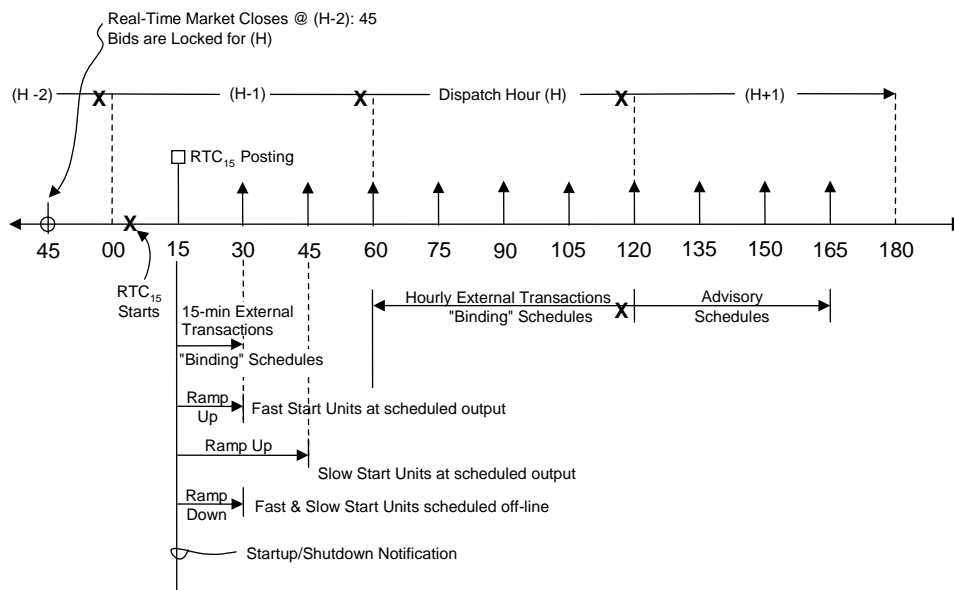 Real-Time Market Closes @ (H-2): 45
Bids are Locked for (H)
(H -2)
(H-1)
Dispatch Hour (H)
(H+1)
X
X
X
RTC15 Posting
X
45
00
15
30
45
60
75
90
105
120
135
150
165
180
RTC15
Starts
15-min External
Transactions
"Binding" Schedules
Hourly External Transactions
"Binding" Schedules
X
Advisory
Schedules
Ramp
Up
Fast Start Units at scheduled output
Ramp Up
Slow Start Units at scheduled output
Ramp
Down
Fast & Slow Start Units scheduled off-line
Startup/Shutdown Notification